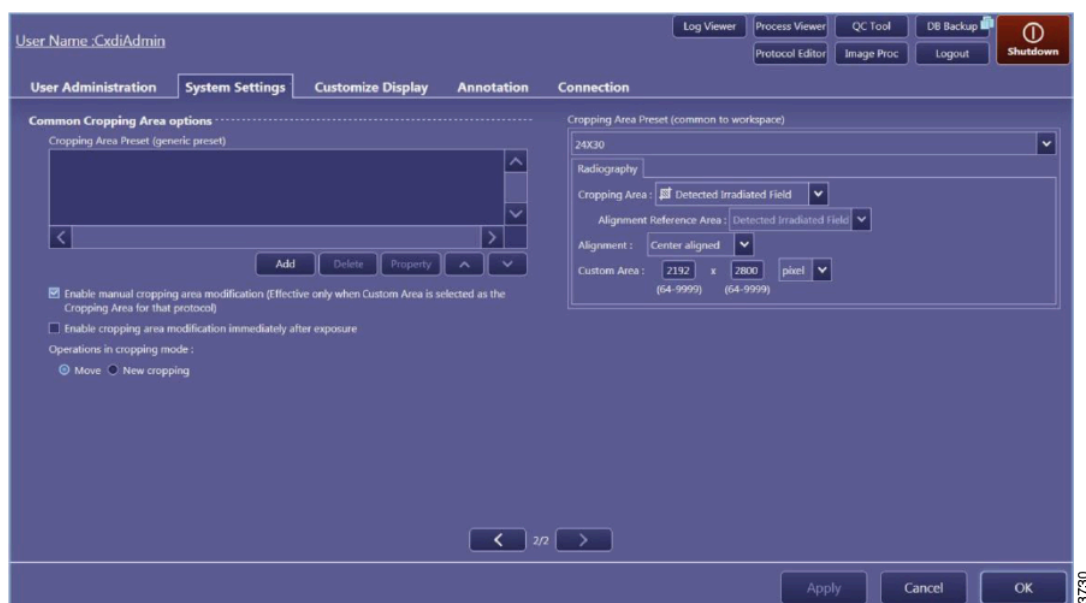 User Name :CxdiAdmin
Log Viewer
Process Viewer
QC Tool
DB Backup
Protocol Editor
Image Proc
Logout
Shutdown
User Administration
System Settings
Customize Display
Annotation
Connection
Common Cropping Area options
Cropping Area Preset (generic preset)
Add
Delete
Property
Enable manual cropping area modification (Effective only when Custom Area is selected as the
Cropping Area for that protocol)
Enable cropping area modification immediately after exposure
Operations in cropping mode :
Move
New cropping
Cropping Area Preset (common to workspace)
24X30
Radiography
Cropping Area : Detected Irradiated Field
Alignment Reference Area : Detected Irradiated Field
Alignment : Center aligned
Custom Area : 2192 x 2800 pixel
(64-9999) (64-9999)
2/2
Apply
Cancel
OK
3730